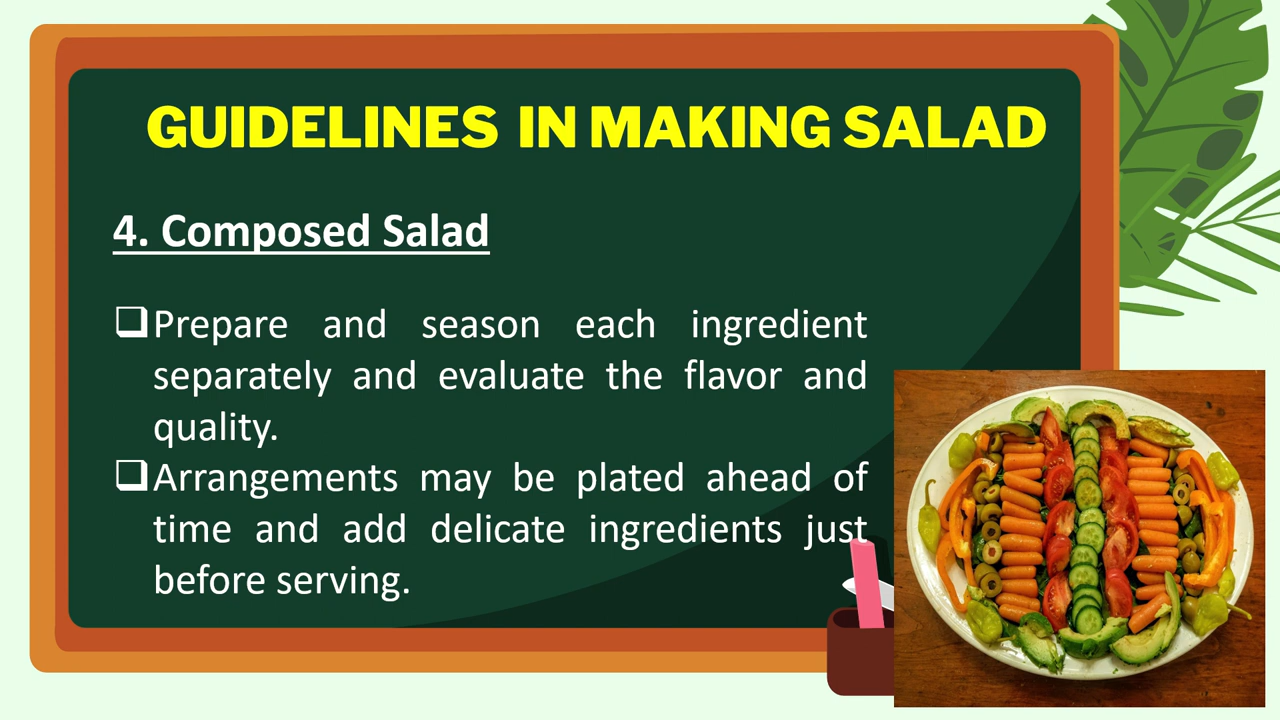 GUIDELINES IN MAKING SALAD
4. Composed Salad
❑Prepare and season each ingredient
separately and evaluate the flavor and
quality.
❑Arrangements may be plated ahead of
time and add delicate ingredients just
before serving.